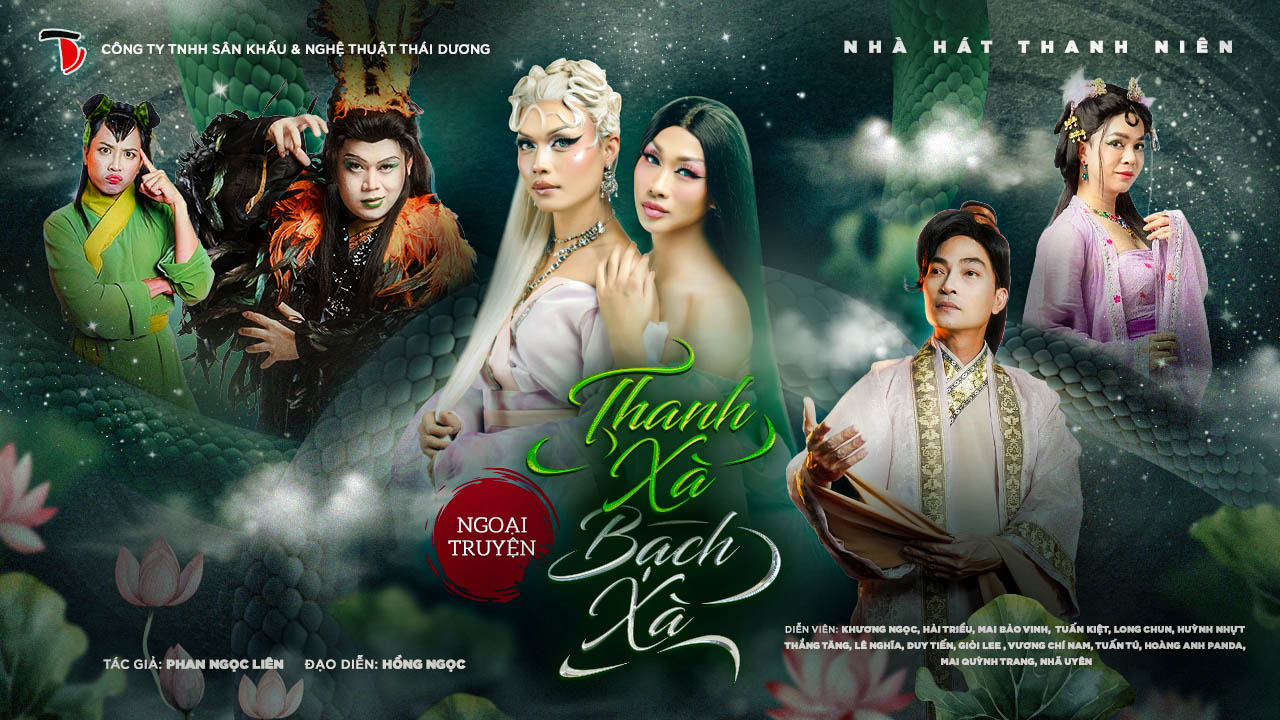 CÔNG TY TNHH SÂN KHẤU & NGHỆ THUẬT THÁI DƯƠNG
NHÀ HÁT THANH NIÊN
Thanh
Xà
Bạch
Xà
NGOẠI
TRUYỆN
TÁC GIẢ: PHAN NGỌC LIÊN ĐẠO DIỄN: HỒNG NGỌC
DIỄN VIÊN: KHƯƠNG NGỌC, HẢI TRIỀU, MAI BẢO VINH, TUẤN KIỆT, LONG CHUN, HUỲNH NHỰT
THẮNG TĂNG, LÊ NGHĨA, DUY TIẾN, GIỎI LEE , VƯƠNG CHÍ NAM, TUẤN TÚ, HOÀNG ANH PANDA,
MAI QUỲNH TRANG, NHÃ UYÊN